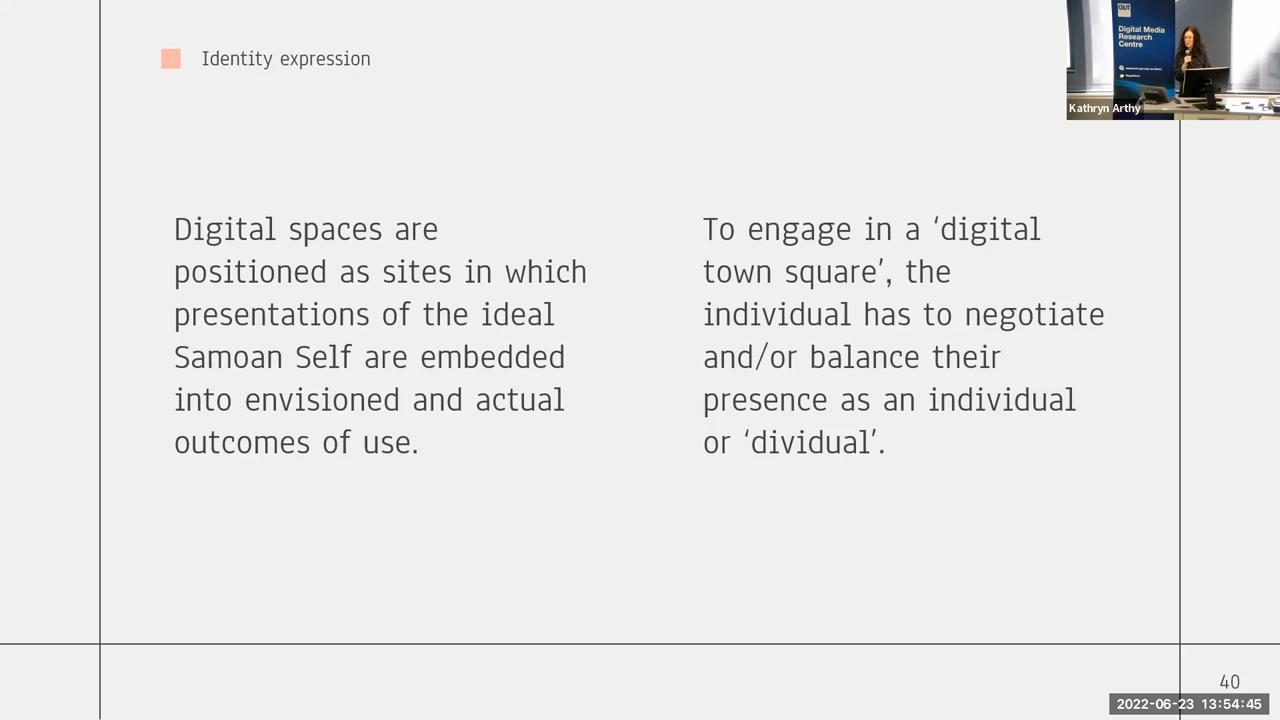 Identity expression
Digital spaces are
positioned as sites in which
presentations of the ideal
Samoan Self are embedded
into envisioned and actual
outcomes of use.
To engage in a ‘digital
town square’, the
individual has to negotiate
and/or balance their
presence as an individual
or ‘dividual’.
QUT
Digital Media
Research
Centre
Kathryn Arthy
40
2022-06-23 13:54:45